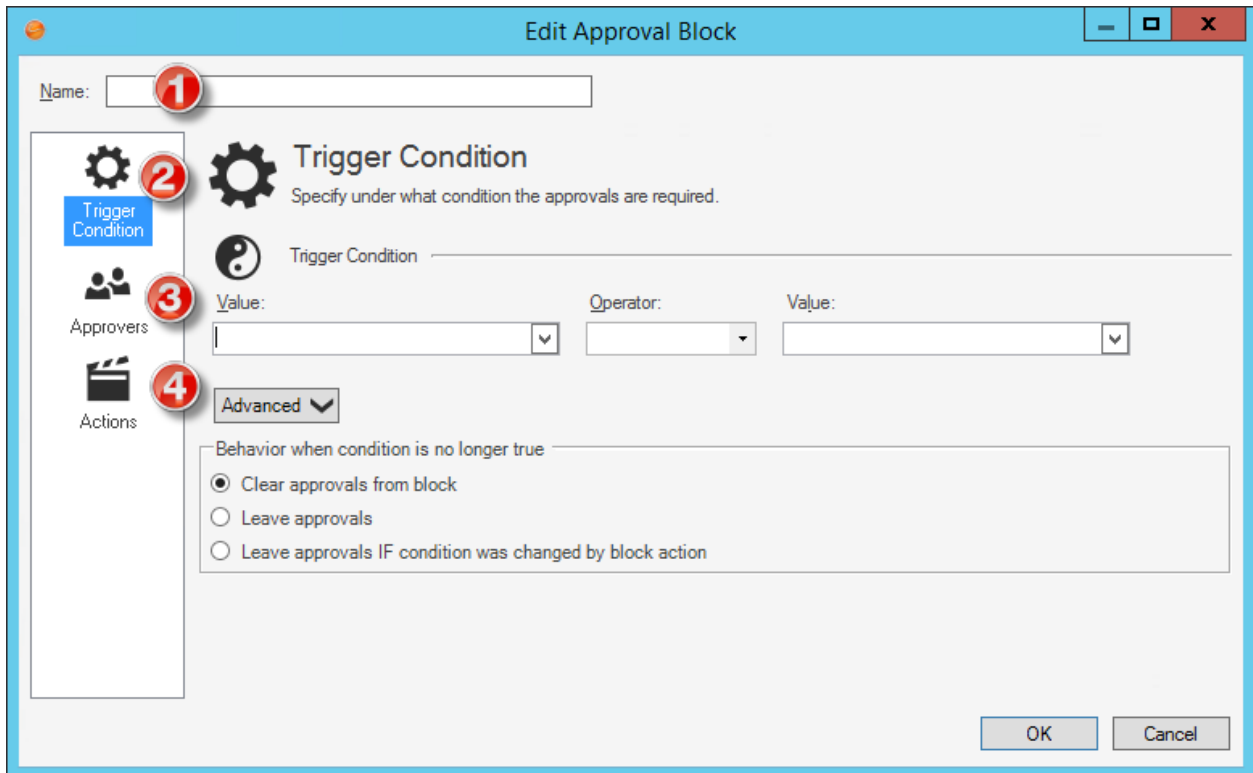 Edit Approval Block
X
Name:
1
2
Trigger
Condition
3
Approvers
4
Actions
Trigger Condition
Specify under what condition the approvals are required.
Trigger Condition
Value: Operator: Value:
Advanced
Behavior when condition is no longer true
Clear approvals from block
Leave approvals
Leave approvals IF condition was changed by block action
OK Cancel